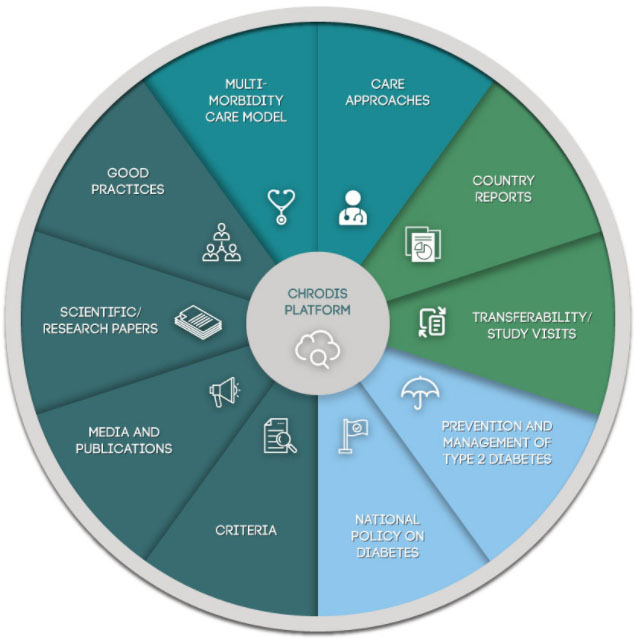 MULTI-
MORBIDITY
CARE MODEL
CARE
APPROACHES
COUNTRY
REPORTS
TRANSFERABILITY/
STUDY VISITS
PREVENTION AND
MANAGEMENT OF
TYPE 2 DIABETES
NATIONAL
POLICY ON
DIABETES
CRITERIA
MEDIA AND
PUBLICATIONS
SCIENTIFIC/
RESEARCH PAPERS
GOOD
PRACTICES
CHRODIS
PLATFORM